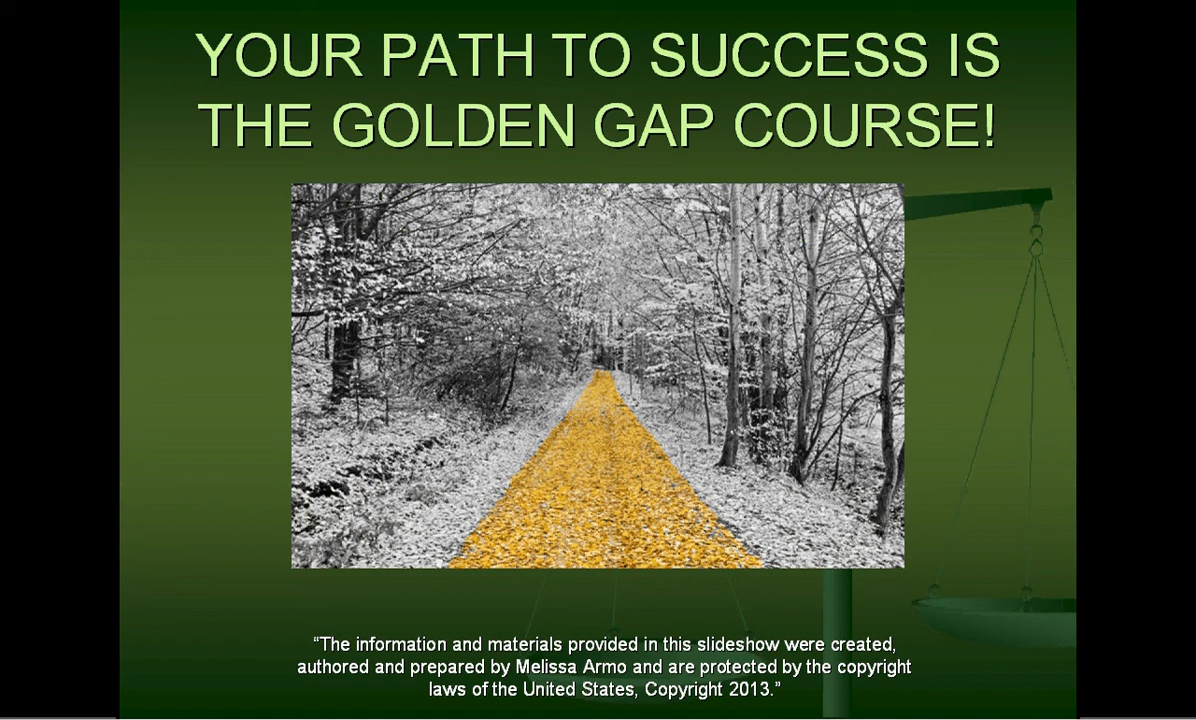 YOUR PATH TO SUCCESS IS
THE GOLDEN GAP COURSE!
“The information and materials provided in this slideshow were created,
authored and prepared by Melissa Armo and are protected by the copyright
laws of the United States, Copyright 2013.”